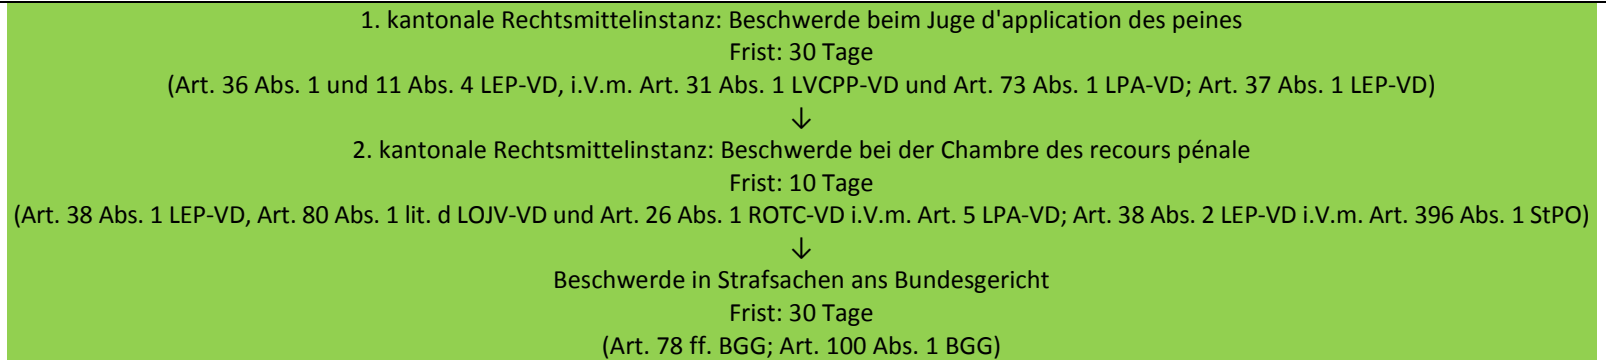 1. kantonale Rechtsmittelinstanz: Beschwerde beim Juge d'application des peines
Frist: 30 Tage
(Art. 36 Abs. 1 und 11 Abs. 4 LEP-VD, i.V.m. Art. 31 Abs. 1 LVCPP-VD und Art. 73 Abs. 1 LPA-VD; Art. 37 Abs. 1 LEP-VD)
↓
2. kantonale Rechtsmittelinstanz: Beschwerde bei der Chambre des recours pénale
Frist: 10 Tage
(Art. 38 Abs. 1 LEP-VD, Art. 80 Abs. 1 lit. d LOJV-VD und Art. 26 Abs. 1 ROTC-VD i.V.m. Art. 5 LPA-VD; Art. 38 Abs. 2 LEP-VD i.V.m. Art. 396 Abs. 1 StPO)
↓
Beschwerde in Strafsachen ans Bundesgericht
Frist: 30 Tage
(Art. 78 ff. BGG; Art. 100 Abs. 1 BGG)